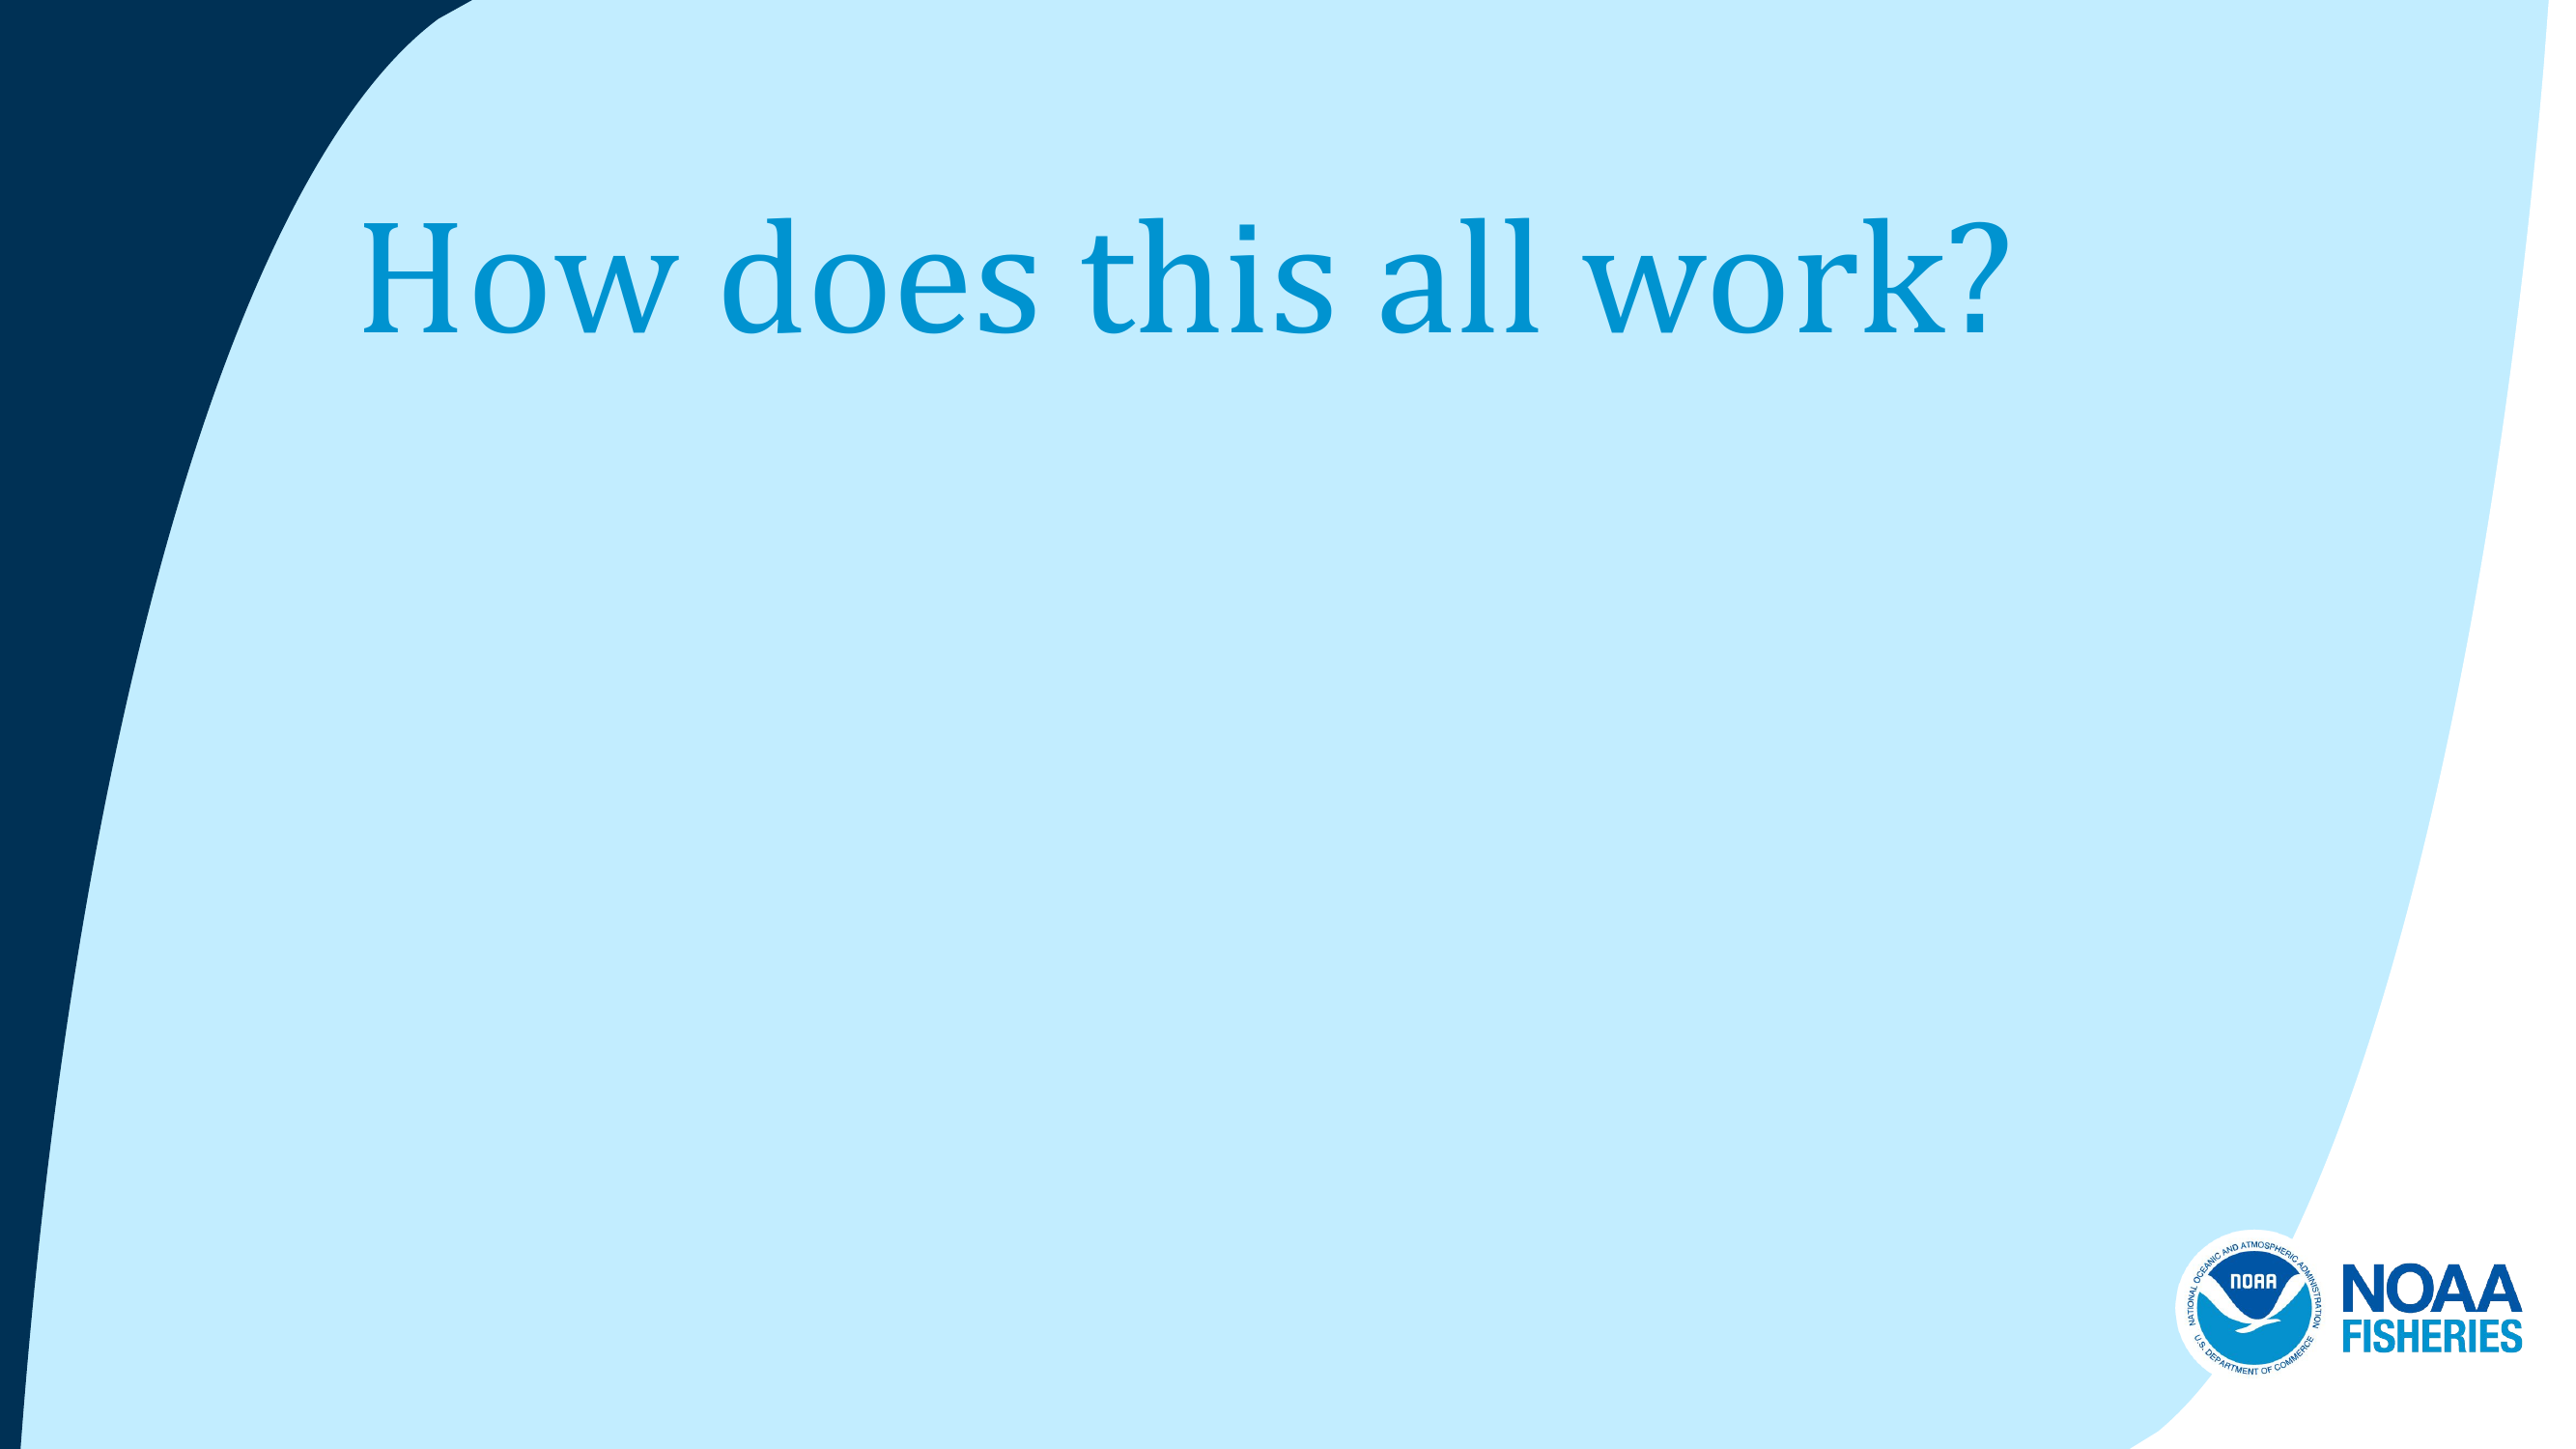 How does this all work?
NATIONAL OCEANIC AND ATMOSPHERIC ADMINISTRATION
NOAA
U.S. DEPARTMENT OF COMMERCE
NOAA
FISHERIES